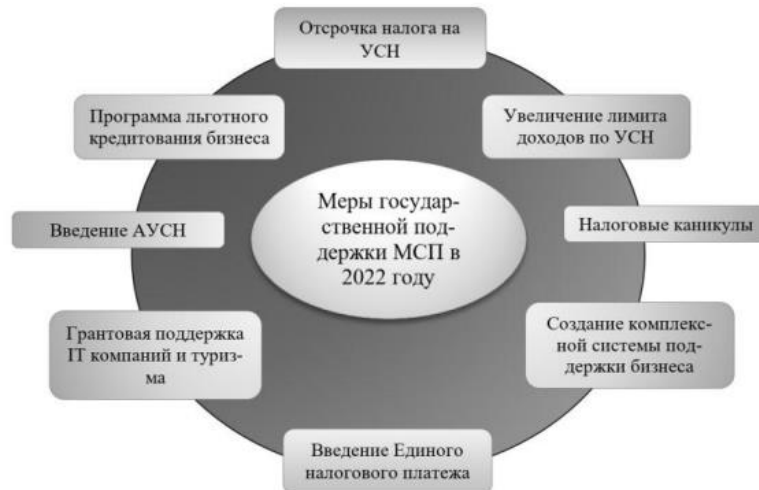 Отсрочка налога на
УСН
Программа льготного
кредитования бизнеса
Увеличение лимита
доходов по УСН
Меры государ-
ственной под-
держки МСП в
2022 году
Введение АУСН
Налоговые каникулы
Грантовая поддержка
IT компаний и туриз-
ма
Создание комплекс-
ной системы под-
держки бизнеса
Введение Единого
налогового платежа